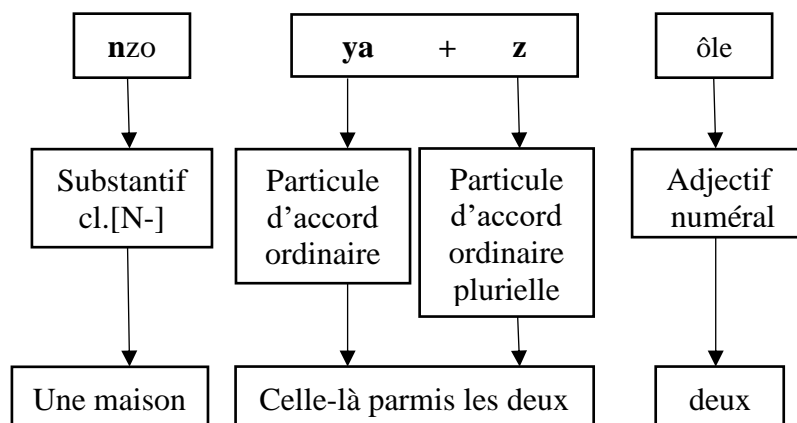 nzo
ya + z
ôle
Substantif
cl.[N-]
Particule
d’accord
ordinaire
Particule
d’accord
ordinaire
plurielle
Adjectif
numéral
Une maison
Celle-là parmis les deux
deux